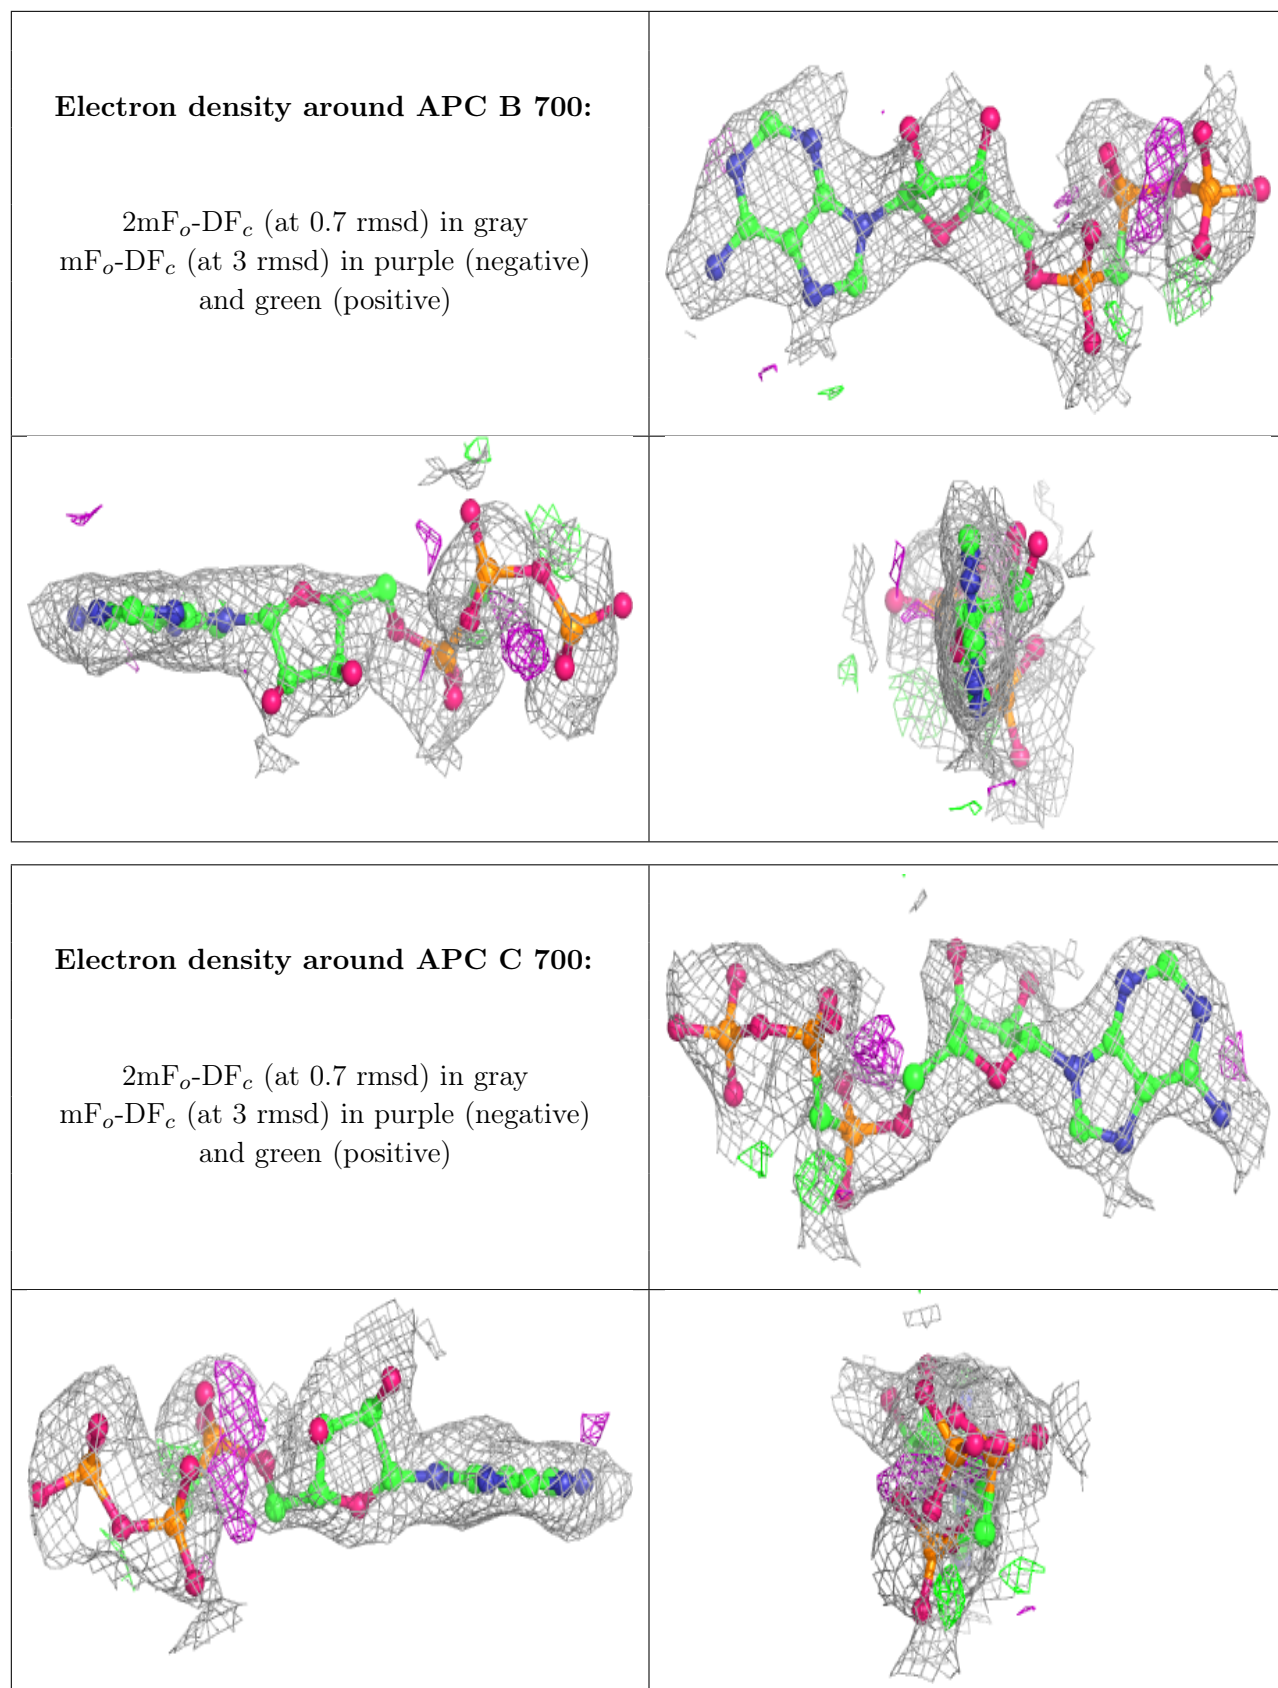 Electron density around APC B 700:
2mFo-DFc (at 0.7 rmsd) in gray
mFo-DFc (at 3 rmsd) in purple (negative)
and green (positive)
Electron density around APC C 700:
2mFo-DFc (at 0.7 rmsd) in gray
mFo-DFc (at 3 rmsd) in purple (negative)
and green (positive)